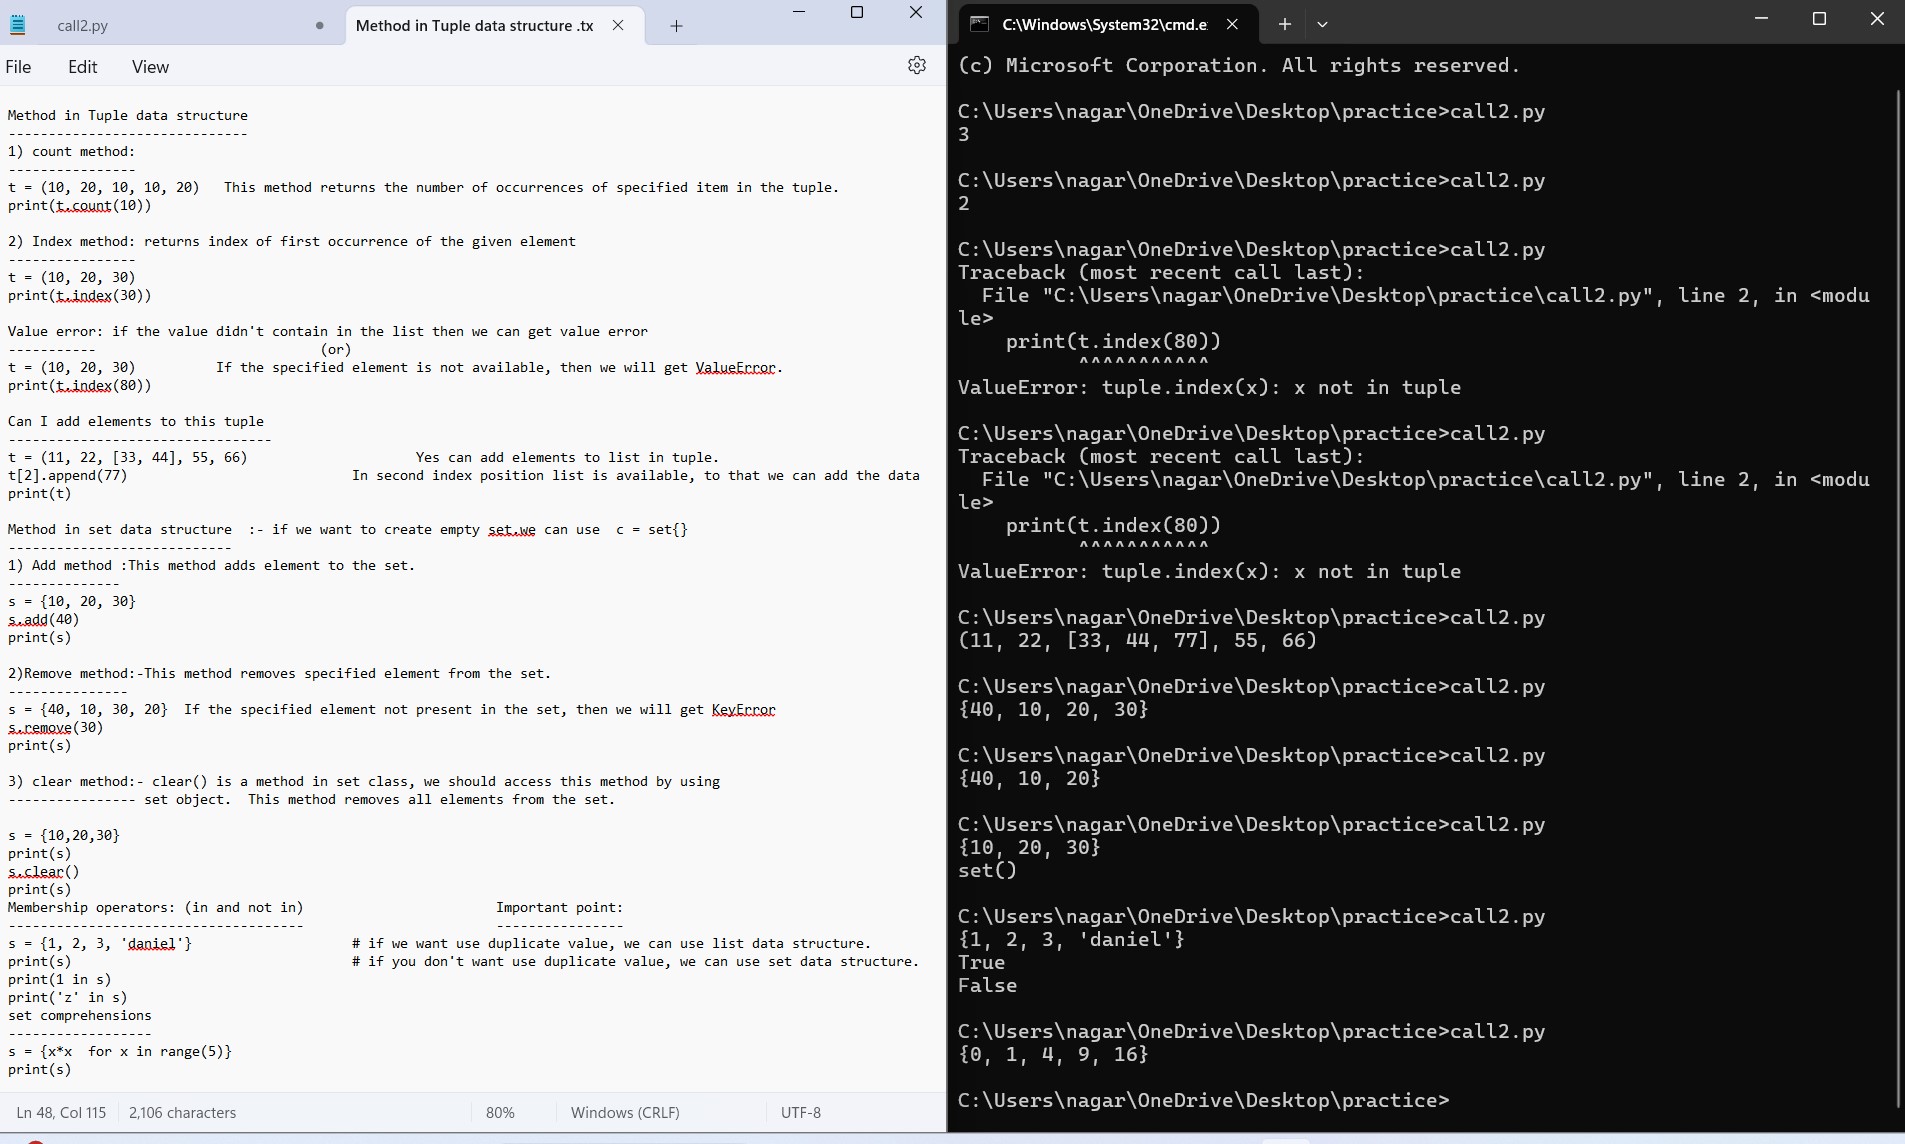 call2.py
Method in Tuple data structure .tx
File Edit View
Method in Tuple data structure
------------------------------
1) count method:
----------------
t = (10, 20, 10, 10, 20)   This method returns the number of occurrences of specified item in the tuple.
print(t.count(10))
2) Index method: returns index of first occurrence of the given element
----------------
t = (10, 20, 30)
print(t.index(30))
Value error: if the value didn't contain in the list then we can get value error
-----------                            (or)
t = (10, 20, 30)          If the specified element is not available, then we will get ValueError.
print(t.index(80))
Can I add elements to this tuple
---------------------------------
t = (11, 22, [33, 44], 55, 66)                     Yes can add elements to list in tuple.
t[2].append(77)                            In second index position list is available, to that we can add the data
print(t)
Method in set data structure  :- if we want to create empty set.we can use  c = set{}
----------------------------
1) Add method :This method adds element to the set.
--------------
s = {10, 20, 30}
s.add(40)
print(s)
2)Remove method:-This method removes specified element from the set.
---------------
s = {40, 10, 30, 20}  If the specified element not present in the set, then we will get KeyError
s.remove(30)
print(s)
3) clear method:- clear() is a method in set class, we should access this method by using
---------------- set object.  This method removes all elements from the set.
s = {10,20,30}
print(s)
s.clear()
print(s)
Membership operators: (in and not in)                        Important point:
-------------------------------------                        ----------------
s = {1, 2, 3, 'daniel'}                    # if we want use duplicate value, we can use list data structure.
print(s)                                   # if you don't want use duplicate value, we can use set data structure.
print(1 in s)
print('z' in s)
set comprehensions
------------------
s = {x*x  for x in range(5)}
print(s)
Ln 48, Col 115 2,106 characters 80% Windows (CRLF) UTF-8
C:\Windows\System32\cmd.e
(c) Microsoft Corporation. All rights reserved.
C:\Users\nagar\OneDrive\Desktop\practice>call2.py
3
C:\Users\nagar\OneDrive\Desktop\practice>call2.py
2
C:\Users\nagar\OneDrive\Desktop\practice>call2.py
Traceback (most recent call last):
  File "C:\Users\nagar\OneDrive\Desktop\practice\call2.py", line 2, in <modu
le>
    print(t.index(80))
          ^^^^^^^^^^^
ValueError: tuple.index(x): x not in tuple
C:\Users\nagar\OneDrive\Desktop\practice>call2.py
Traceback (most recent call last):
  File "C:\Users\nagar\OneDrive\Desktop\practice\call2.py", line 2, in <modu
le>
    print(t.index(80))
          ^^^^^^^^^^^
ValueError: tuple.index(x): x not in tuple
C:\Users\nagar\OneDrive\Desktop\practice>call2.py
(11, 22, [33, 44, 77], 55, 66)
C:\Users\nagar\OneDrive\Desktop\practice>call2.py
{40, 10, 20, 30}
C:\Users\nagar\OneDrive\Desktop\practice>call2.py
{40, 10, 20}
C:\Users\nagar\OneDrive\Desktop\practice>call2.py
{10, 20, 30}
set()
C:\Users\nagar\OneDrive\Desktop\practice>call2.py
{1, 2, 3, 'daniel'}
True
False
C:\Users\nagar\OneDrive\Desktop\practice>call2.py
{0, 1, 4, 9, 16}
C:\Users\nagar\OneDrive\Desktop\practice>